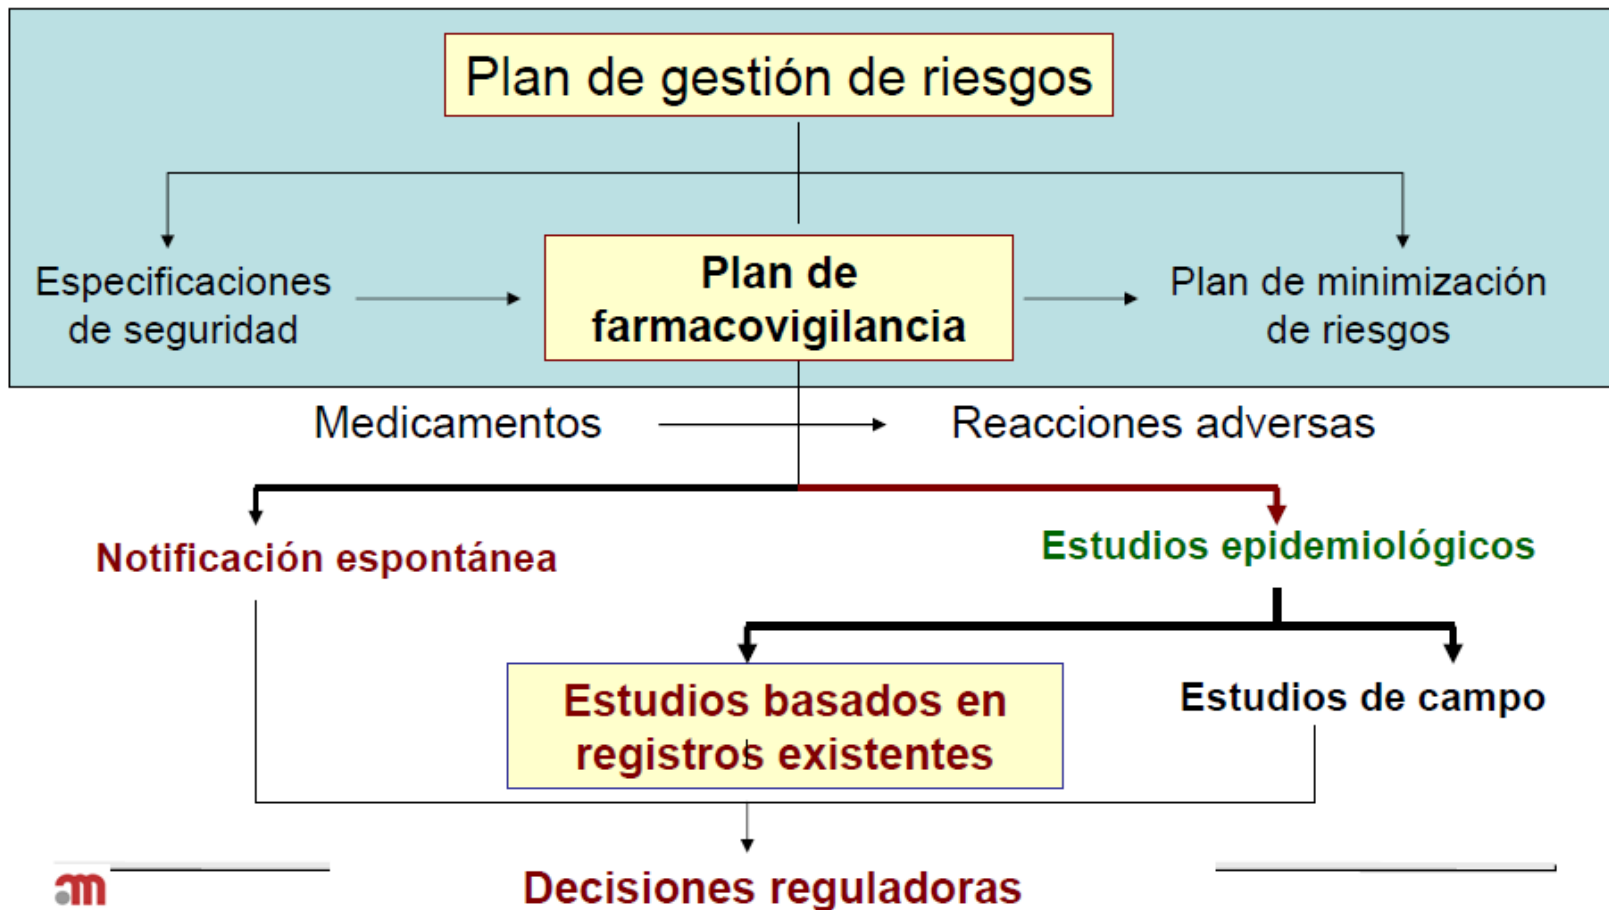 Plan de gestión de riesgos
Especificaciones
de seguridad
Plan de
farmacovigilancia
Plan de minimización
de riesgos
Medicamentos
Reacciones adversas
Notificación espontánea
Estudios epidemiológicos
Estudios basados en
registros existentes
Estudios de campo
Decisiones reguladoras